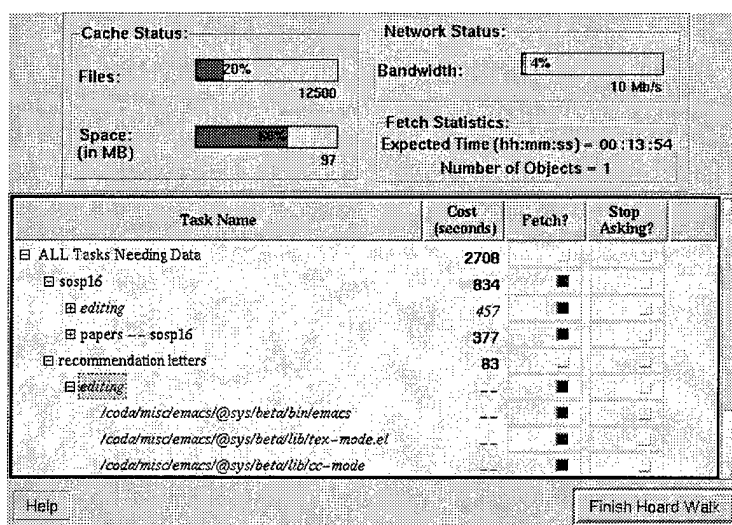 Cache Status:
Files:
20%
12500
Space:
(in MB)
97
Network Status:
Bandwidth:
4%
10 Mb/s
Fetch Statistics:
Expected Time (hh:mm:ss) - 00:13:54
Number of Objects - 1
Task Name Cost (seconds) Fetch? Stop Asking?
ALL Tasks Needing Data 2708
sosp16 834
editing 457
papers -- sosp16 377
recommendation letters 83
editing --
/coda/misc/emacs/@sys/beta/bin/emacs --
/coda/misc/emacs/@sys/beta/lib/tex-mode.el --
/coda/misc/emacs/@sys/beta/lib/cc-mode --
Help
Finish Hoard Walk